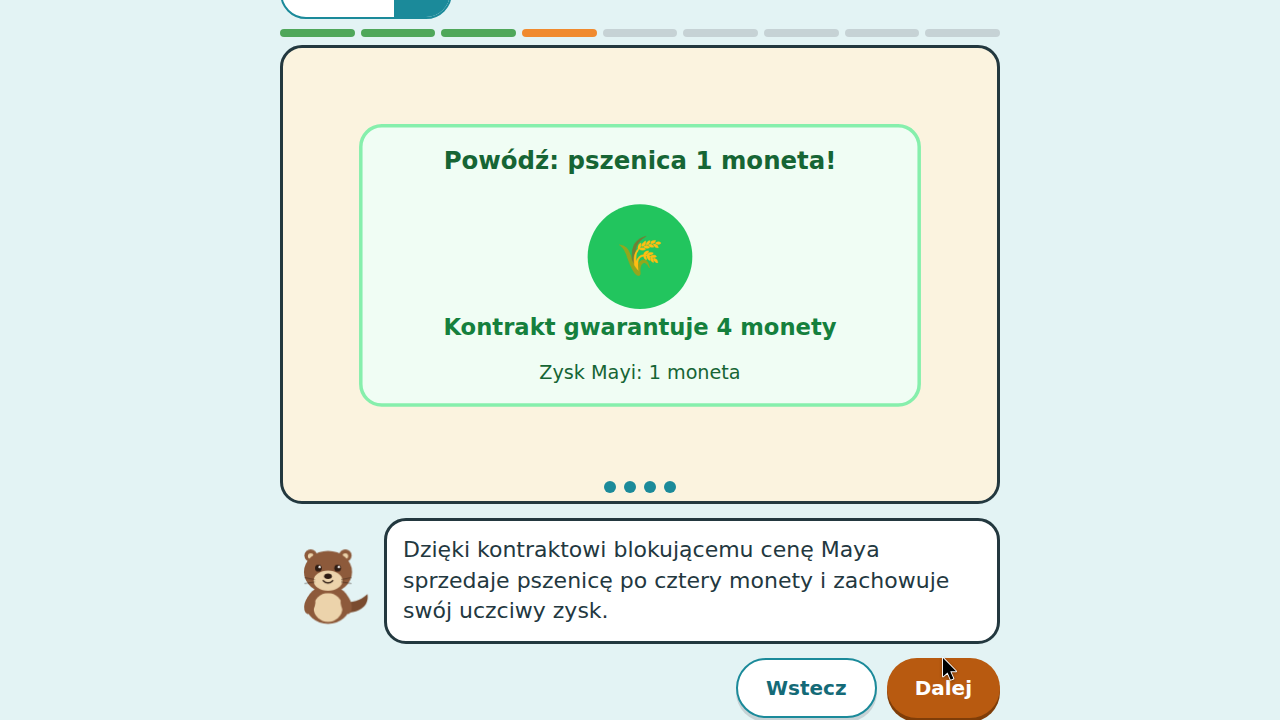 Powódź: pszenica 1 moneta!
Kontrakt gwarantuje 4 monety
Zysk Mayi: 1 moneta
Dzięki kontraktowi blokującemu cenę Maya
sprzedaje pszenicę po cztery monety i zachowuje
swój uczciwy zysk.
Wstecz
Dalej